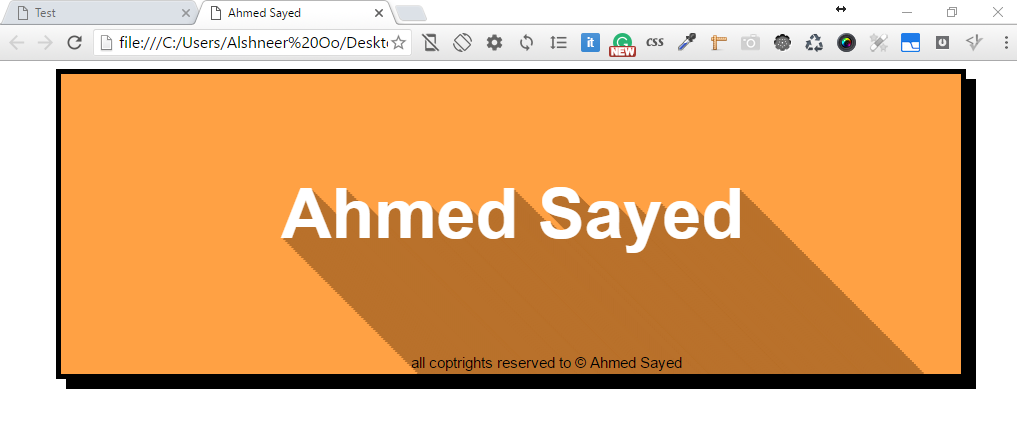 Test
Ahmed Sayed
file:///C:/Users/Alshneer%20Oo/Deskt
it
NEW
css
Ahmed Sayed
all coptrights reserved to © Ahmed Sayed